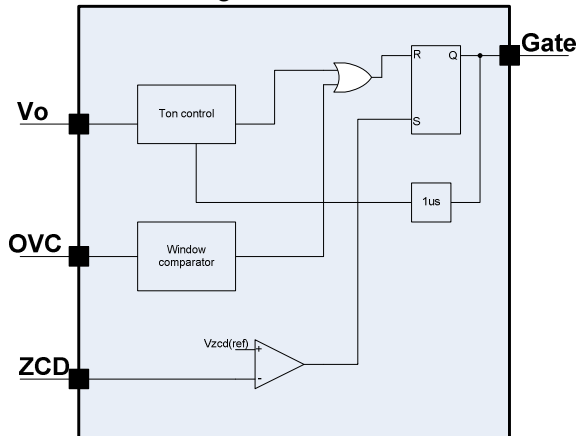 Gate
R Q
Vo
Ton control
S
1us
OVC
Window
comparator
Vzcd(ref)
+
-
ZCD